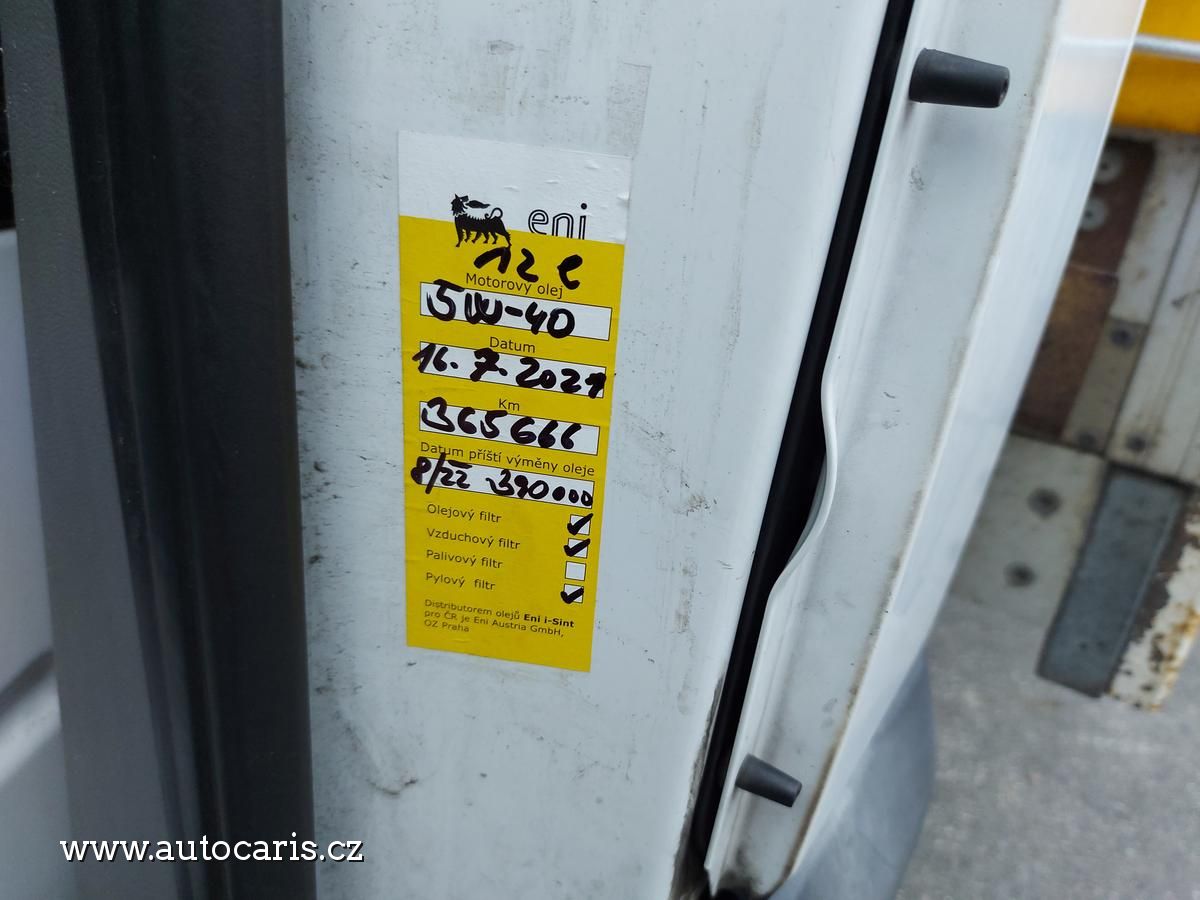 eni
12 l
Motorový olej
5W-40
Datum
16.7.2021
Km
365666
Datum příští výměny oleje
8/22 390000
Olejový filtr
Vzduchový filtr
Palivový filtr
Pylový filtr
Distributorem olejů Eni i-Sint
pro ČR je Eni Austria GmbH,
OZ Praha
www.autocaris.cz